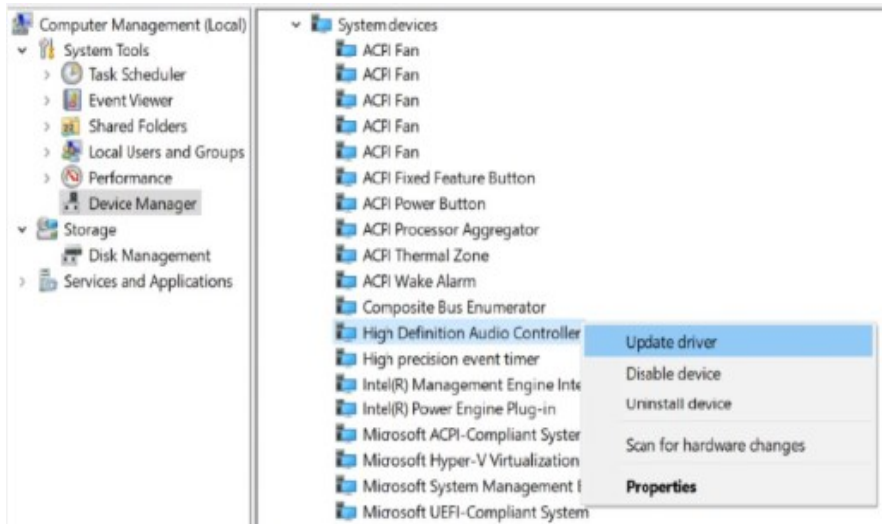 Computer Management (Local)
System Tools
Task Scheduler
Event Viewer
Shared Folders
Local Users and Groups
Performance
Device Manager
Storage
Disk Management
Services and Applications
System devices
ACPI Fan
ACPI Fan
ACPI Fan
ACPI Fan
ACPI Fan
ACPI Fixed Feature Button
ACPI Power Button
ACPI Processor Aggregator
ACPI Thermal Zone
ACPI Wake Alarm
Composite Bus Enumerator
High Definition Audio Controller
High precision event timer
Intel(R) Management Engine Inte
Intel(R) Power Engine Plug-in
Microsoft ACPI-Compliant System
Microsoft Hyper-V Virtualization
Microsoft System Management B
Microsoft UEFI-Compliant System
Update driver
Disable device
Uninstall device
Scan for hardware changes
Properties